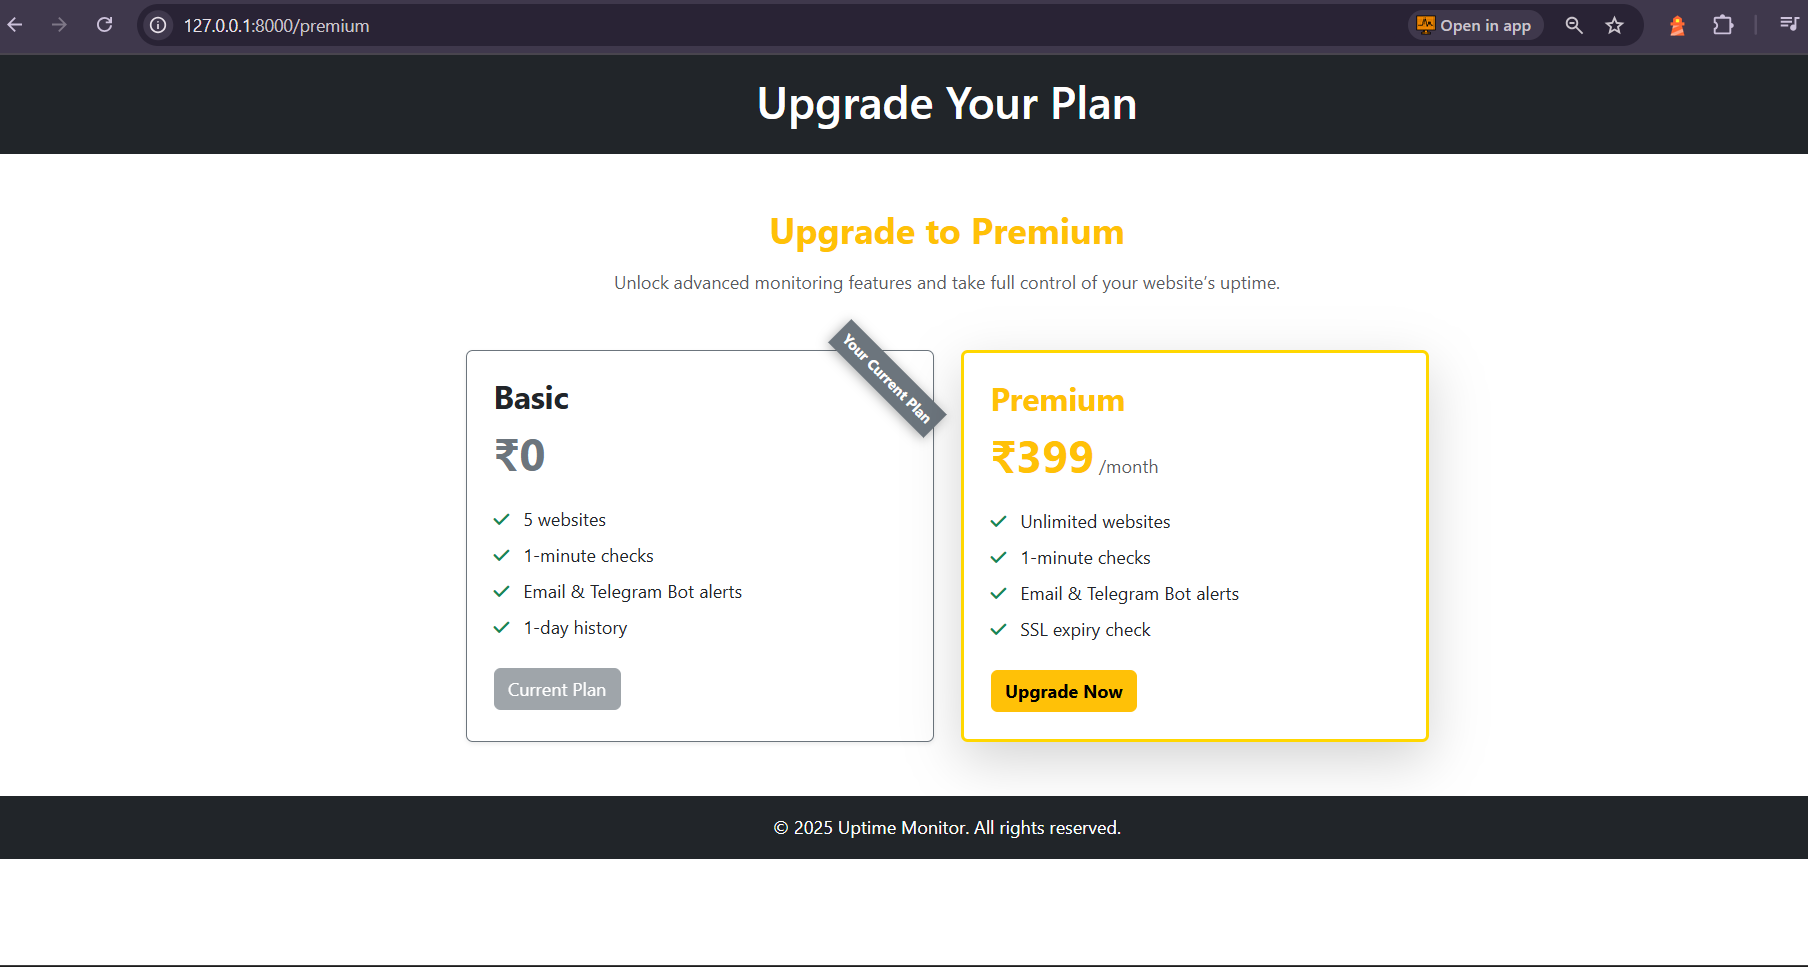 127.0.0.1:8000/premium
Open in app
Upgrade Your Plan
Upgrade to Premium
Unlock advanced monitoring features and take full control of your website's uptime.
Your Current Plan
Basic
₹0
5 websites
1-minute checks
Email & Telegram Bot alerts
1-day history
Current Plan
Premium
₹399 /month
Unlimited websites
1-minute checks
Email & Telegram Bot alerts
SSL expiry check
Upgrade Now
© 2025 Uptime Monitor. All rights reserved.